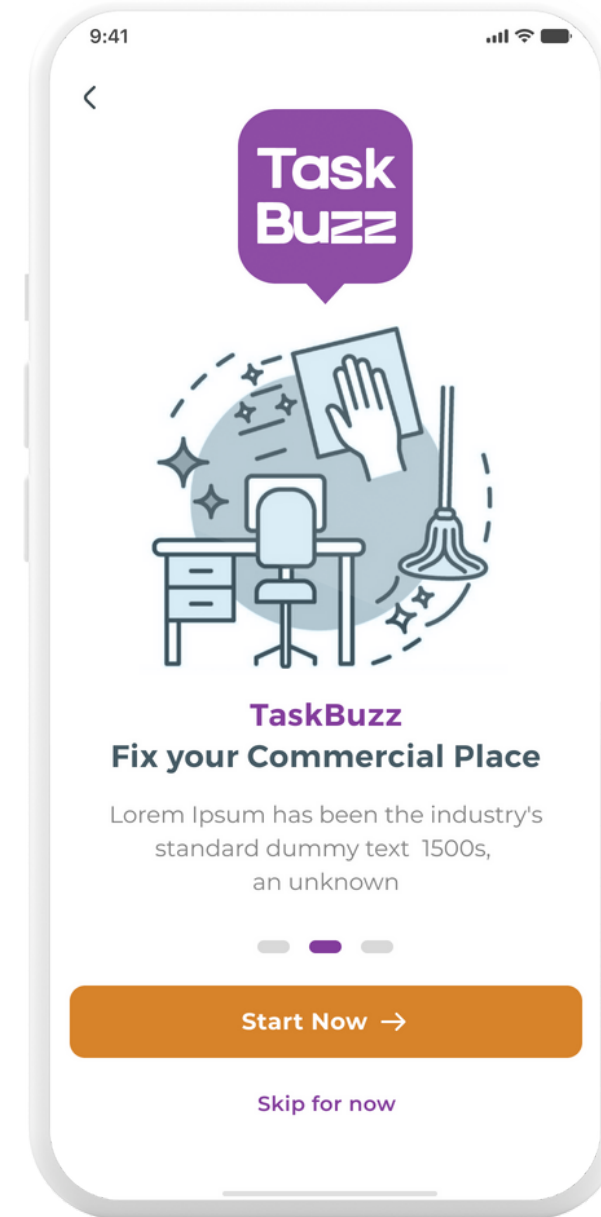 9:41
Task
Buzz
TaskBuzz
Fix your Commercial Place
Lorem Ipsum has been the industry's
standard dummy text  1500s,
an unknown
Start Now →
Skip for now